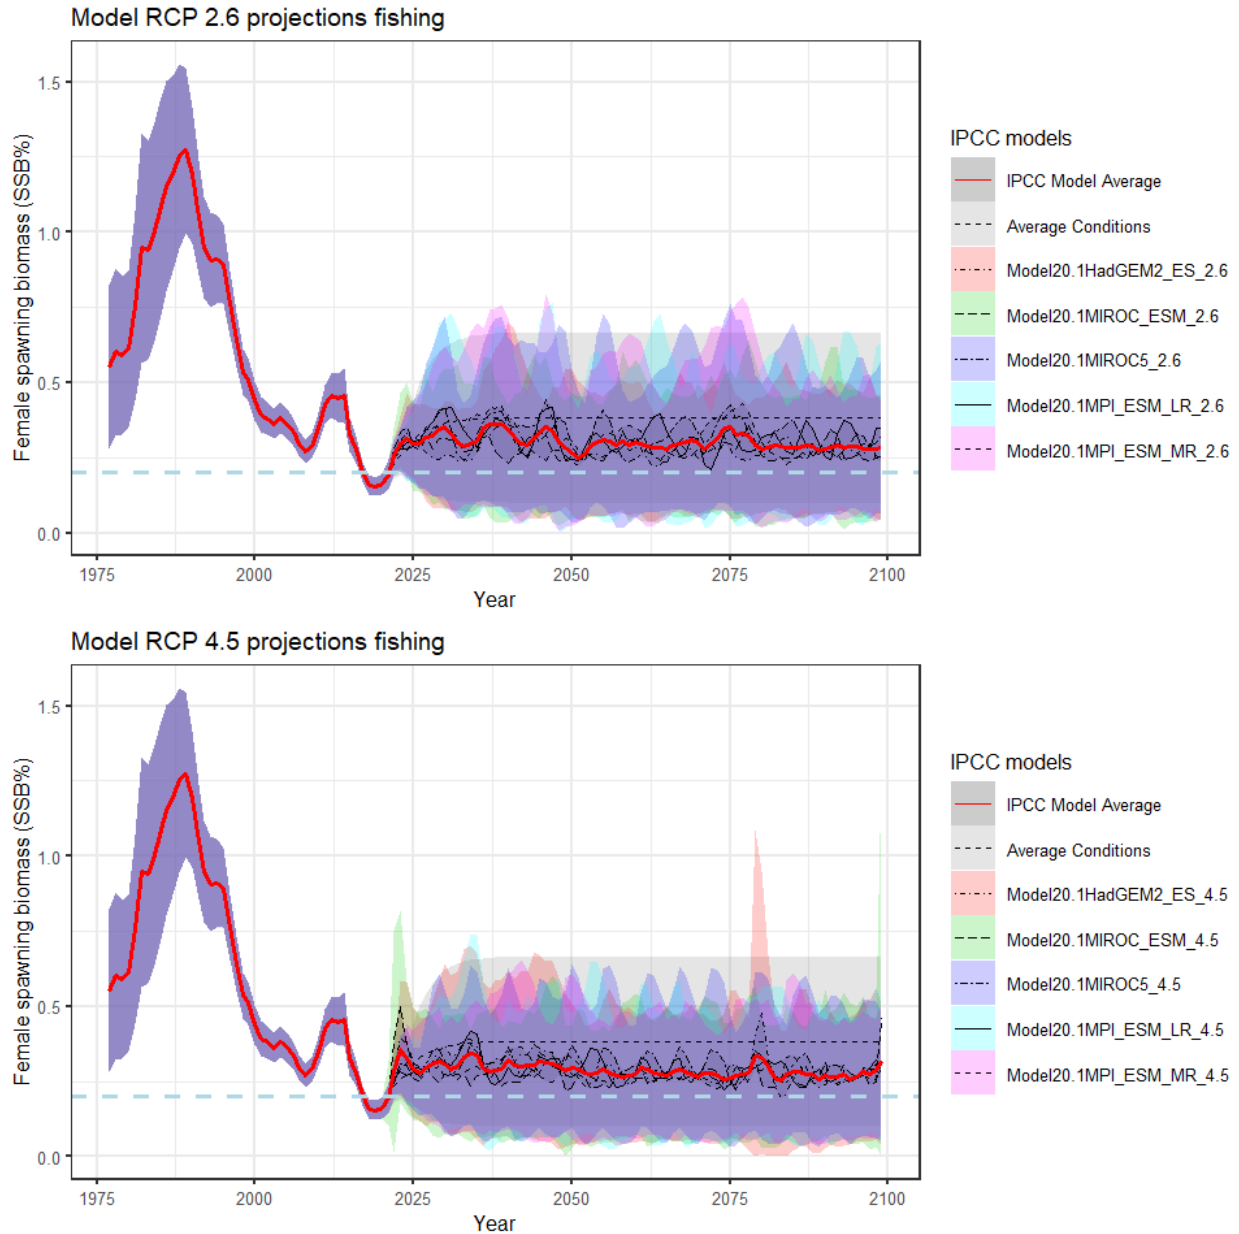 Model RCP 2.6 projections fishing
Female spawning biomass (SSB%)
1.5
1.0
0.5
0.0
1975 2000 2025 2050 2075 2100
Year
IPCC models
IPCC Model Average
Average Conditions
Model20.1HadGEM2_ES_2.6
Model20.1MIROC_ESM_2.6
Model20.1MIROC5_2.6
Model20.1MPI_ESM_LR_2.6
Model20.1MPI_ESM_MR_2.6
Model RCP 4.5 projections fishing
Female spawning biomass (SSB%)
1.5
1.0
0.5
0.0
1975 2000 2025 2050 2075 2100
Year
IPCC models
IPCC Model Average
Average Conditions
Model20.1HadGEM2_ES_4.5
Model20.1MIROC_ESM_4.5
Model20.1MIROC5_4.5
Model20.1MPI_ESM_LR_4.5
Model20.1MPI_ESM_MR_4.5